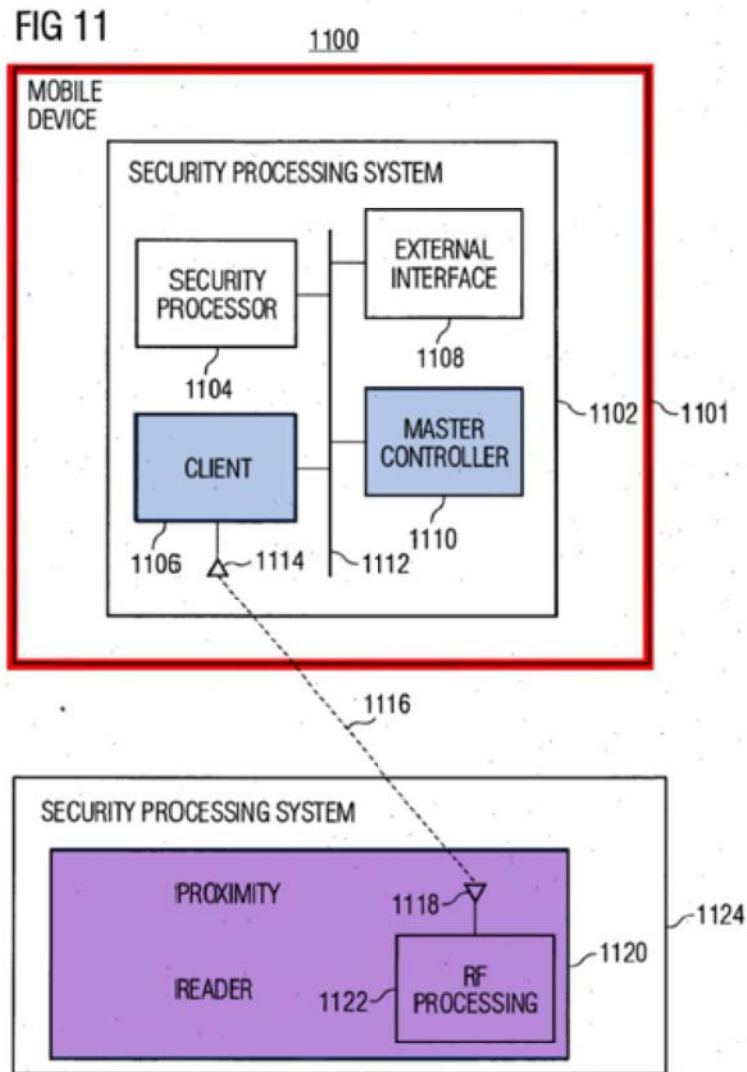 FIG 11
1100
MOBILE
DEVICE
SECURITY PROCESSING SYSTEM
SECURITY
PROCESSOR
1104
EXTERNAL
INTERFACE
1108
CLIENT
1106
1114
MASTER
CONTROLLER
1110
1112
1102
1101
1116
SECURITY PROCESSING SYSTEM
PROXIMITY
READER
1118
RF
PROCESSING
1122
1120
1124